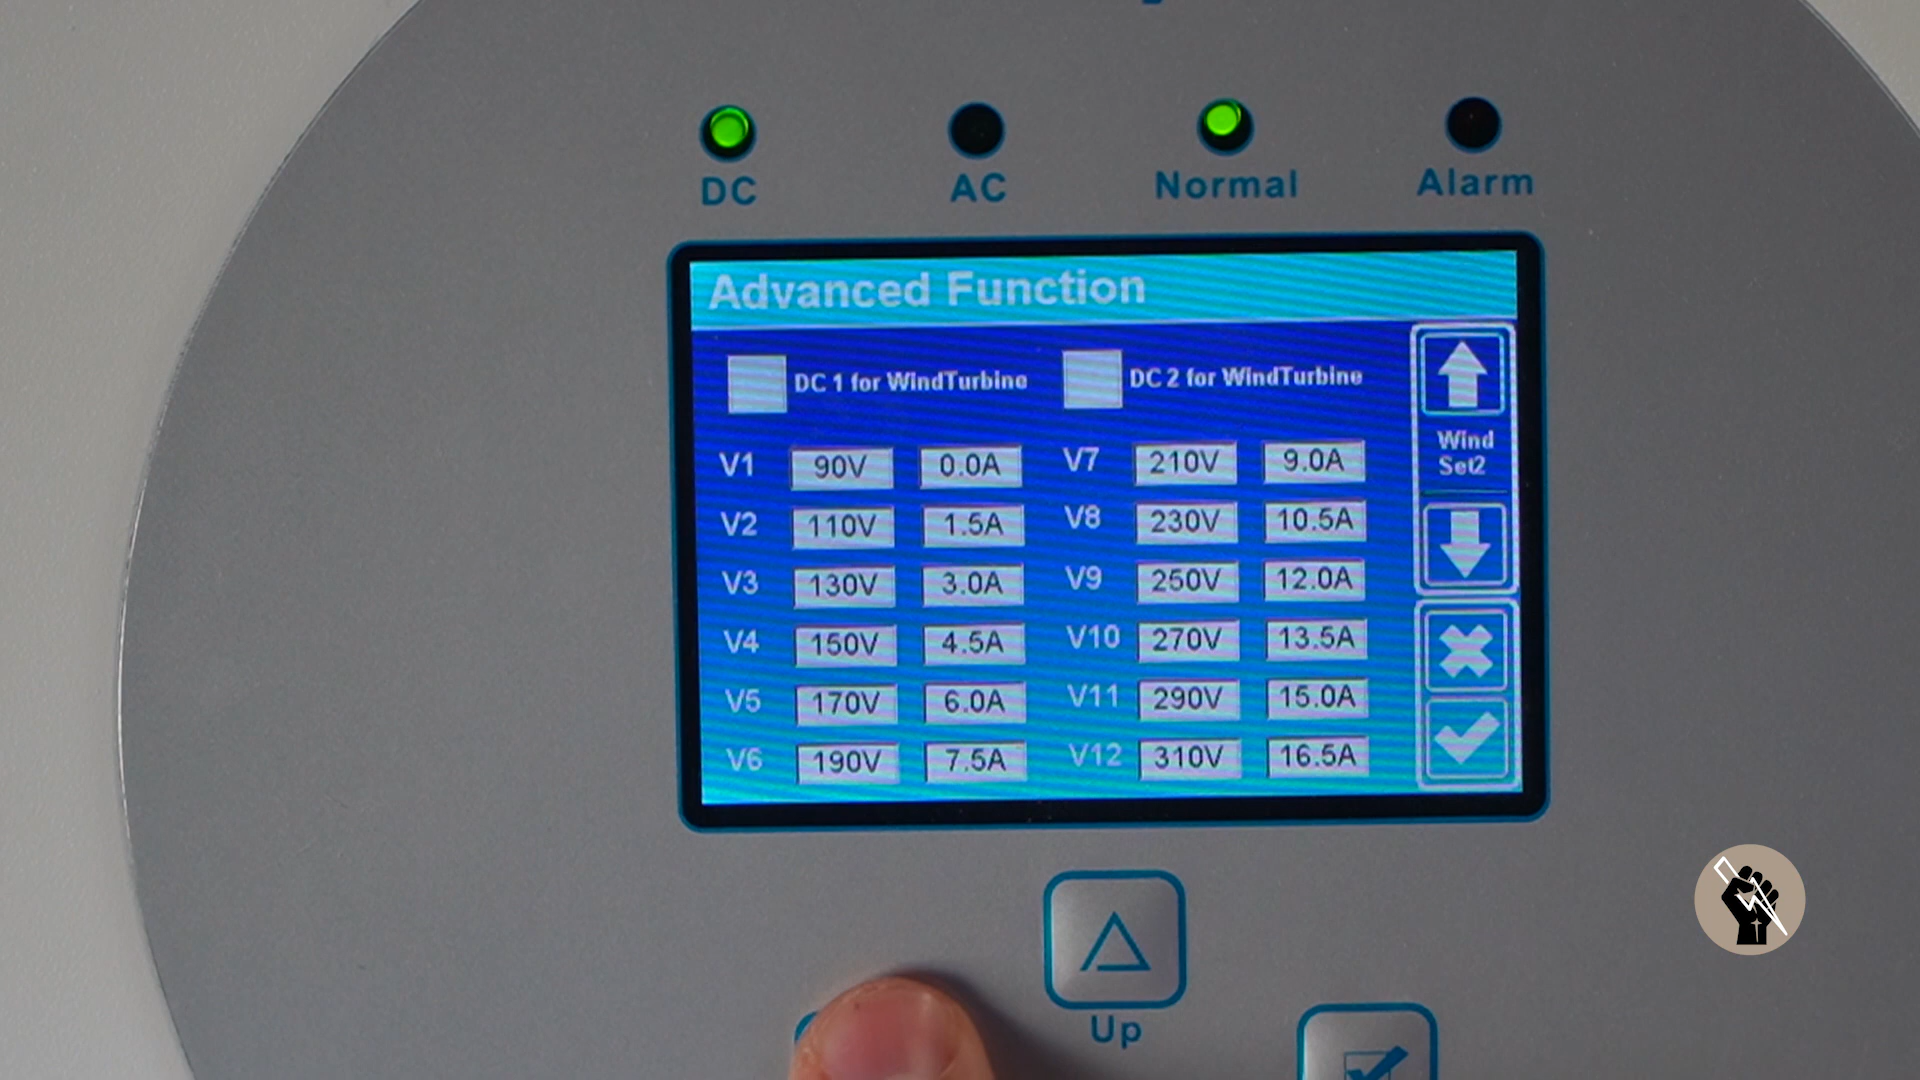 DC AC Normal Alarm
Advanced Function
DC 1 for WindTurbine DC 2 for WindTurbine
Wind
Set2
V1 90V 0.0A V7 210V 9.0A
V2 110V 1.5A V8 230V 10.5A
V3 130V 3.0A V9 250V 12.0A
V4 150V 4.5A V10 270V 13.5A
V5 170V 6.0A V11 290V 15.0A
V6 190V 7.5A V12 310V 16.5A
Up